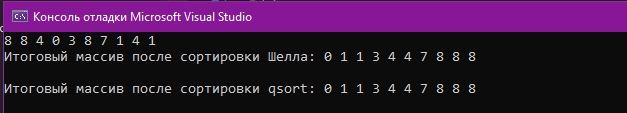 Консоль отладки Microsoft Visual Studio
8 8 4 0 3 8 7 1 4 1
Итоговый массив после сортировки Шелла: 0 1 1 3 4 4 7 8 8 8
Итоговый массив после сортировки qsort: 0 1 1 3 4 4 7 8 8 8